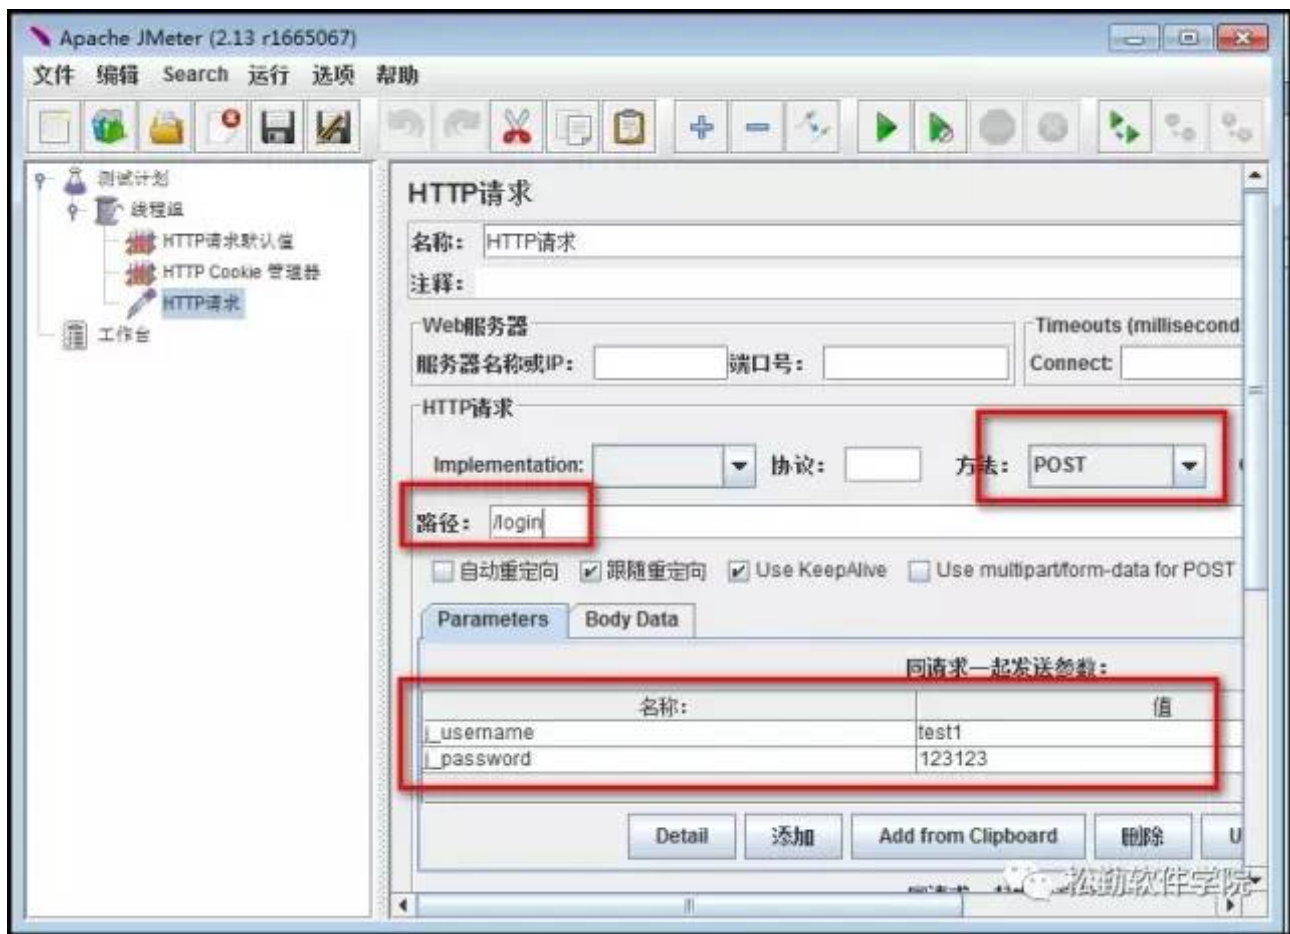 Apache JMeter (2.13 r1665067)
文件 编辑 Search 运行 选项 帮助
测试计划
线程组
HTTP请求默认值
HTTP Cookie 管理器
HTTP请求
工作台
HTTP请求
名称: HTTP请求
注释:
Web服务器
Timeouts (millisecond
服务器名称或IP: 端口号: Connect:
HTTP请求
Implementation: 协议: 方法: POST
路径: /login
自动重定向 跟随重定向 Use KeepAlive Use multipart/form-data for POST
Parameters Body Data
同请求一起发送参数:
名称: 值
j_username test1
j_password 123123
Detail 添加 Add from Clipboard 删除 U
松勤软件学院